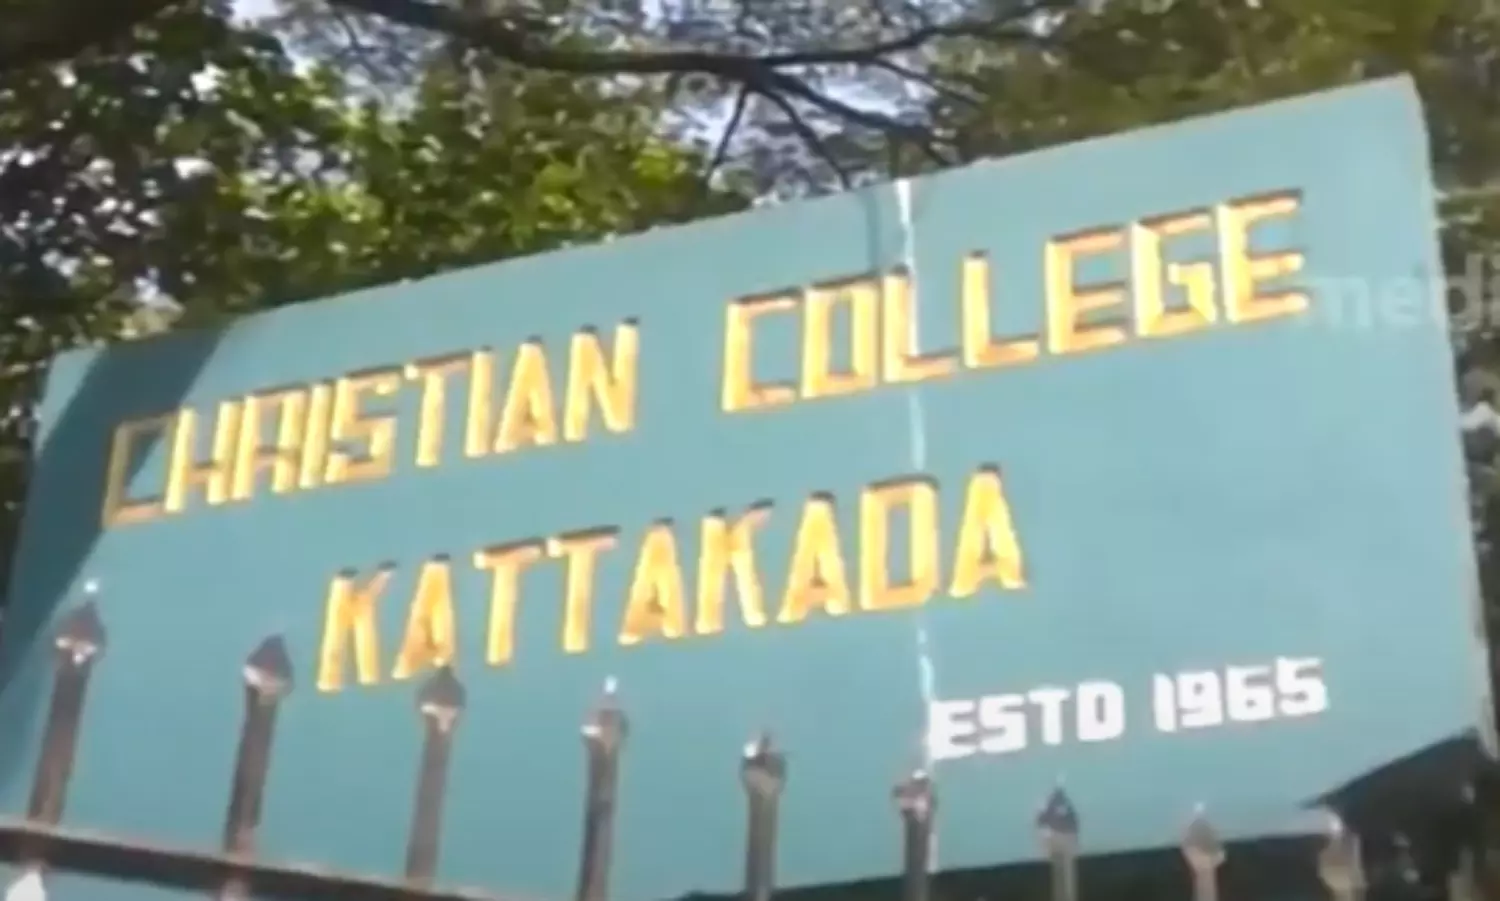 CHRISTIAN COLLEGE
KATTAKADA
ESTD 1965